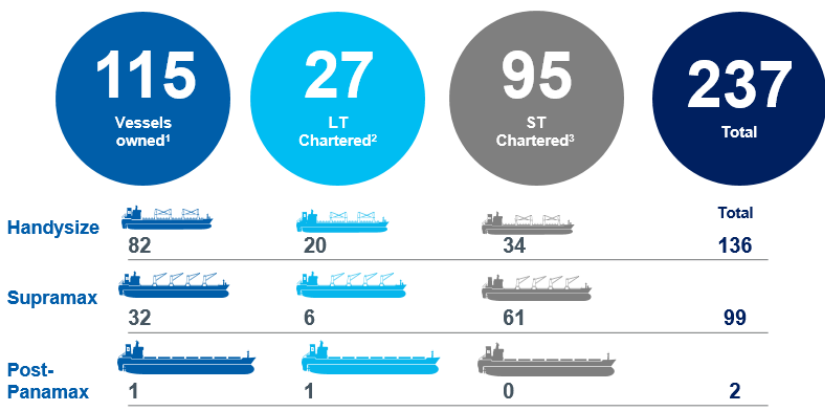 115
Vessels
owned¹
27
LT
Chartered²
95
ST
Chartered³
237
Total
Total
Handysize
82
20
34
136
Supramax
32
6
61
99
Post-
Panamax
1
1
0
2